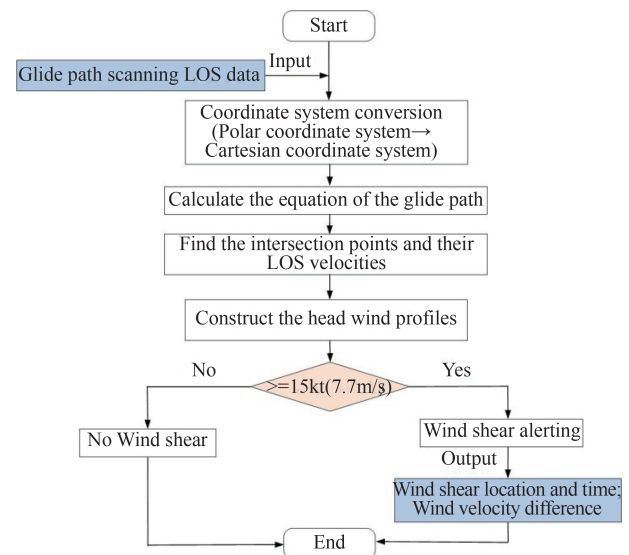 Start
Input
Glide path scanning LOS data
Coordinate system conversion
(Polar coordinate system→
Cartesian coordinate system)
Calculate the equation of the glide path
Find the intersection points and their
LOS velocities
Construct the head wind profiles
No
>=15kt(7.7m/s)
Yes
No Wind shear
Wind shear alerting
Output
Wind shear location and time;
Wind velocity difference
End